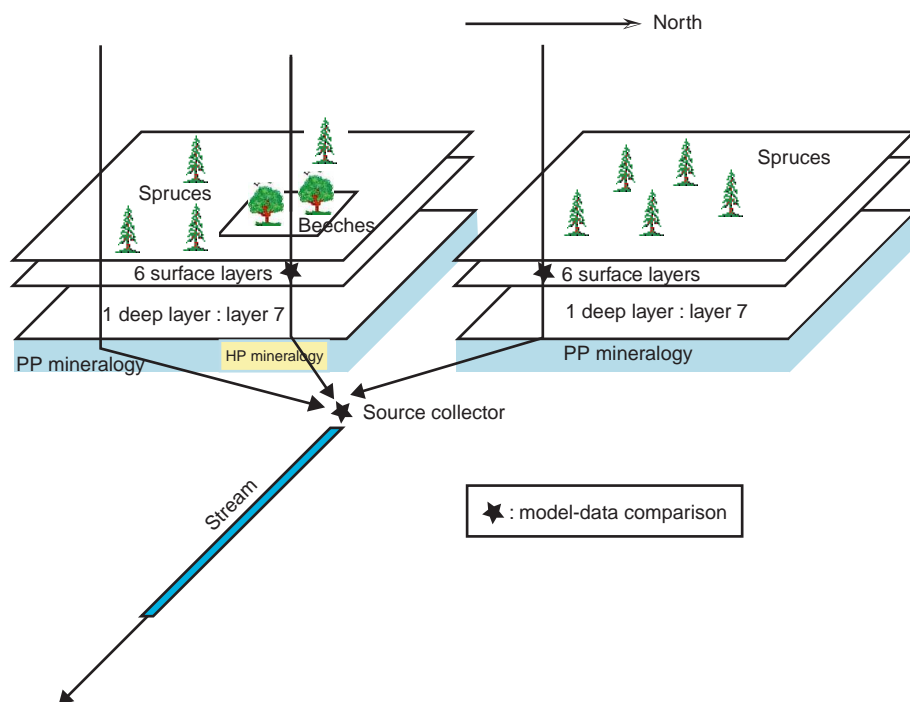 North
Spruces
Spruces
Beeches
6 surface layers
6 surface layers
1 deep layer : layer 7
1 deep layer : layer 7
PP mineralogy
HP mineralogy
PP mineralogy
Source collector
Stream
: model-data comparison